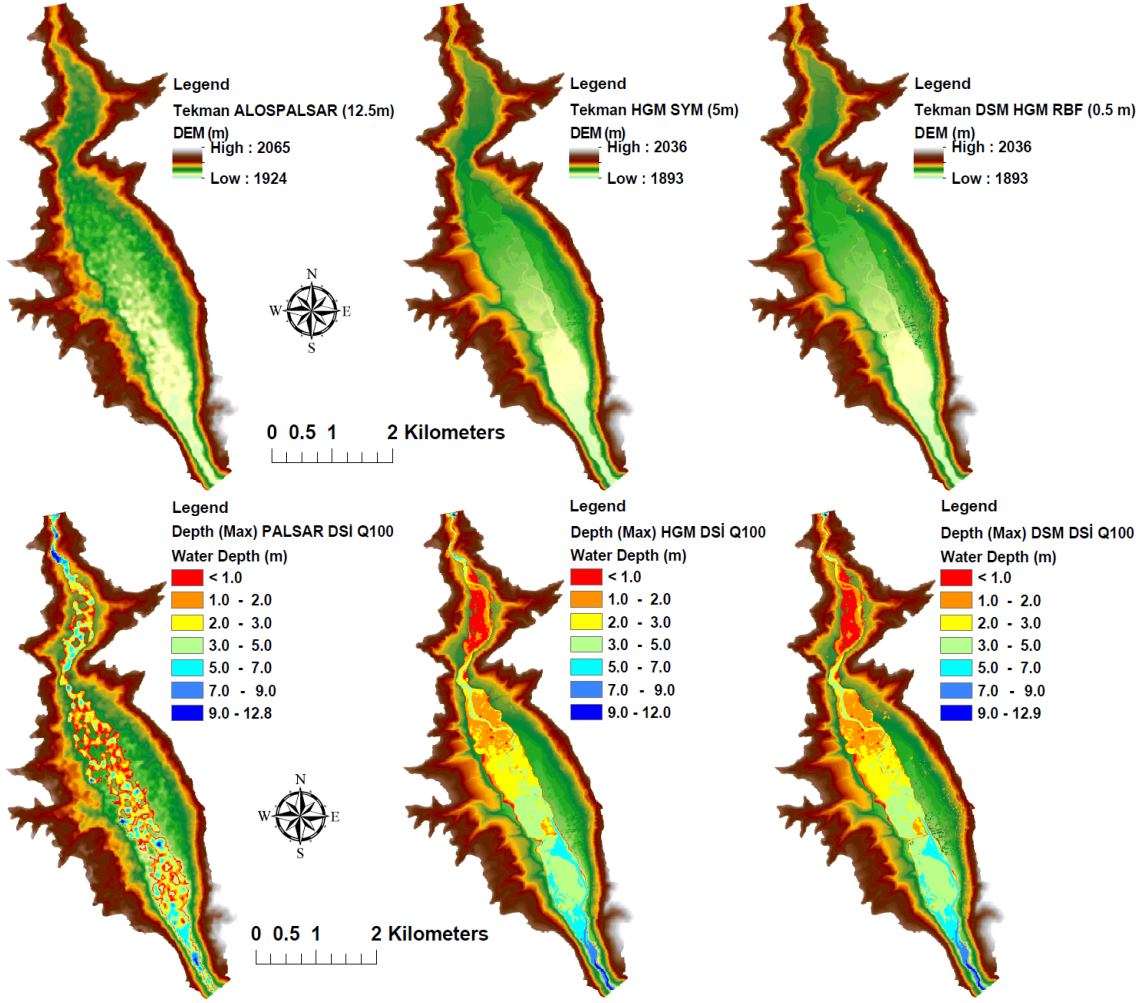 Legend
Tekman ALOSPALSAR (12.5m)
DEM (m)
High : 2065
Low : 1924
Legend
Tekman HGM SYM (5m)
DEM (m)
High : 2036
Low : 1893
Legend
Tekman DSM HGM RBF (0.5 m)
DEM (m)
High : 2036
Low : 1893
N
W E
S
0 0.5 1 2 Kilometers
Legend
Depth (Max) PALSAR DSİ Q100
Water Depth (m)
< 1.0
1.0 - 2.0
2.0 - 3.0
3.0 - 5.0
5.0 - 7.0
7.0 - 9.0
9.0 - 12.8
Legend
Depth (Max) HGM DSİ Q100
Water Depth (m)
< 1.0
1.0 - 2.0
2.0 - 3.0
3.0 - 5.0
5.0 - 7.0
7.0 - 9.0
9.0 - 12.0
Legend
Depth (Max) DSM DSİ Q100
Water Depth (m)
< 1.0
1.0 - 2.0
2.0 - 3.0
3.0 - 5.0
5.0 - 7.0
7.0 - 9.0
9.0 - 12.9
N
W E
S
0 0.5 1 2 Kilometers